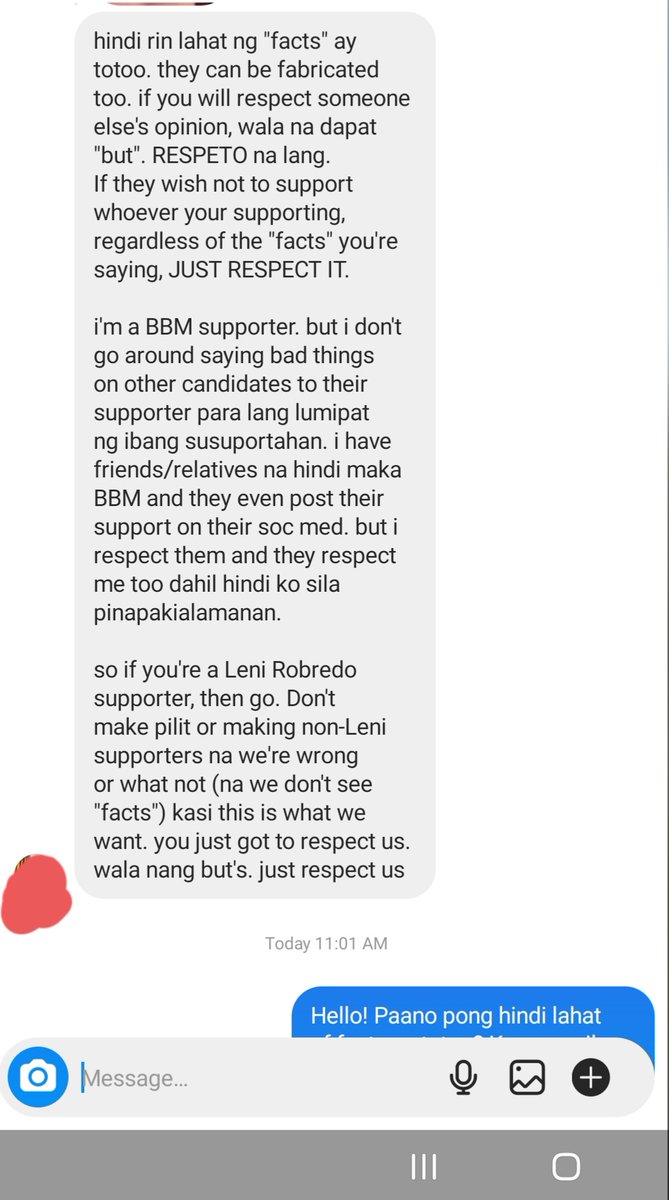 hindi rin lahat ng "facts" ay
totoo. they can be fabricated
too. if you will respect someone
else's opinion, wala na dapat
"but". RESPETO na lang.
If they wish not to support
whoever your supporting,
regardless of the "facts" you're
saying, JUST RESPECT IT.
i'm a BBM supporter. but i don't
go around saying bad things
on other candidates to their
supporter para lang lumipat
ng ibang susuportahan. i have
friends/relatives na hindi maka
BBM and they even post their
support on their soc med. but i
respect them and they respect
me too dahil hindi ko sila
pinapakialamanan.
so if you're a Leni Robredo
supporter, then go. Don't
make pilit or making non-Leni
supporters na we're wrong
or what not (na we don't see
"facts") kasi this is what we
want. you just got to respect us.
wala nang but's. just respect us
Today 11:01 AM
Hello! Paano pong hindi lahat
Message...